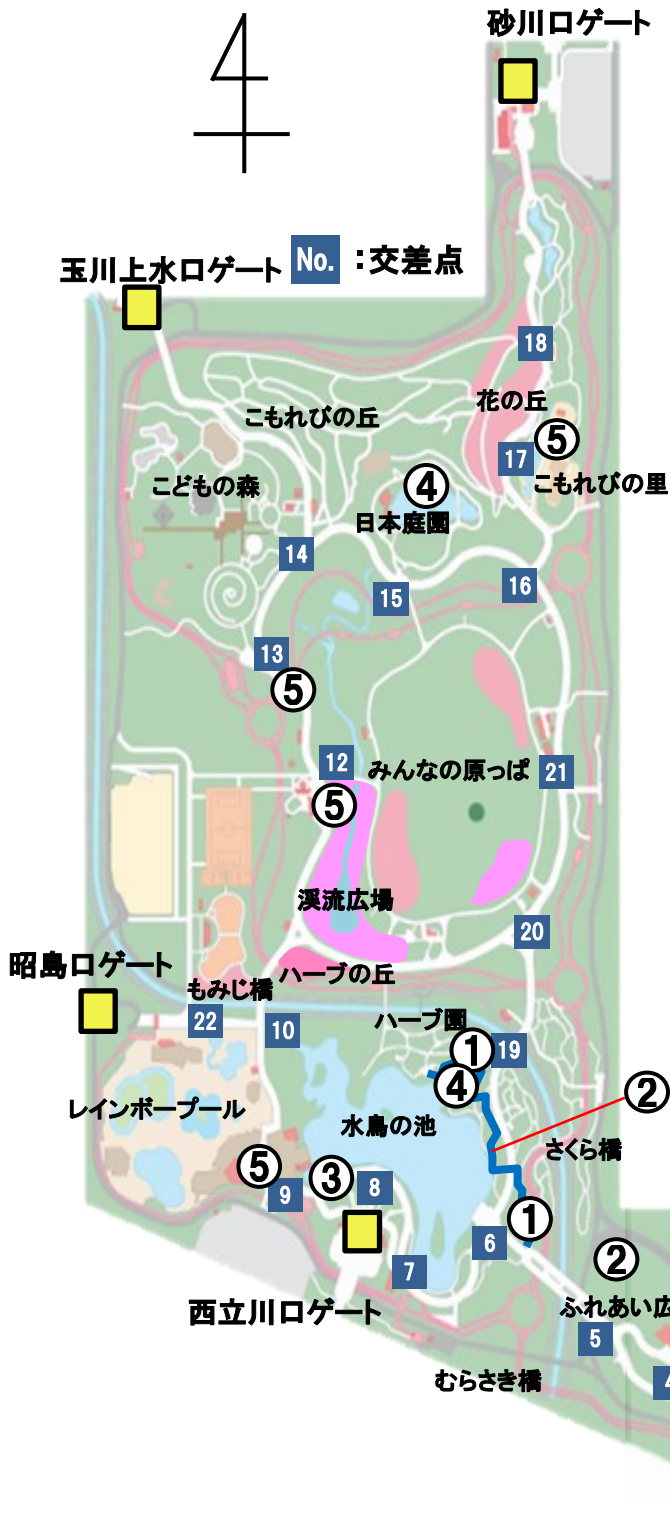 砂川口ゲート
玉川上水口ゲート
No. :交差点
18
こもれびの丘
花の丘
⑤
17
こどもの森
④
こもれびの里
日本庭園
14
15
16
13
⑤
12
みんなの原っぱ
21
⑤
渓流広場
20
昭島口ゲート
ハーブの丘
もみじ橋
22
10
ハーブ園
①
19
④
②
レインボープール
水鳥の池
さくら橋
⑤
③
9
8
①
6
②
7
西立川口ゲート
ふれあい広
5
4
むらさき橋